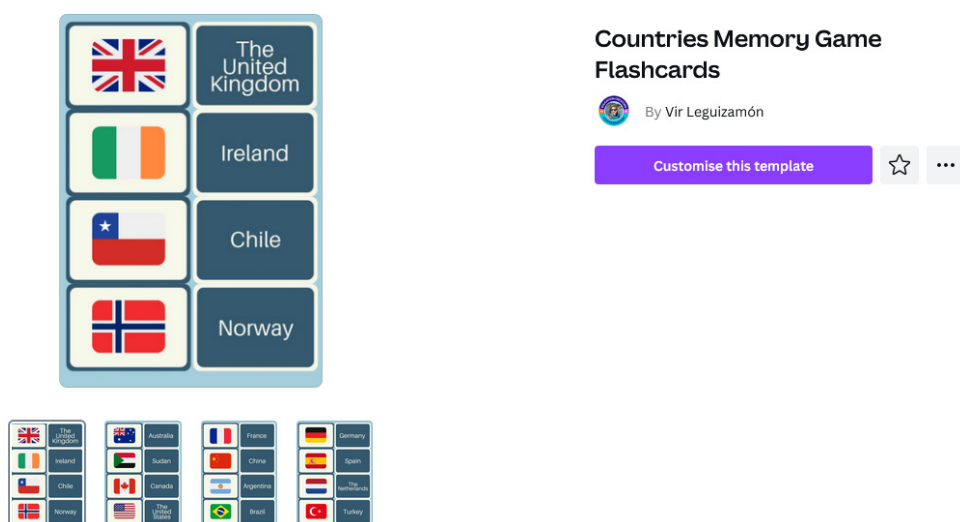 The
United
Kingdom
Ireland
Chile
Norway
Countries Memory Game
Flashcards
By Vir Leguizamón
Customise this template
The
United
Kingdom
Ireland
Chile
Norway
Australia
Sudan
Canada
The
United
States
France
China
Argentina
Brazil
Germany
Spain
The
Netherlands
Turkey